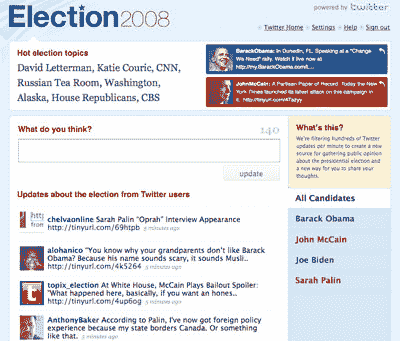 Election2008
powered by twitter
Twitter Home Settings Help Sign out
Hot election topics
David Letterman, Katie Couric, CNN,
Russian Tea Room, Washington,
Alaska, House Republicans, CBS
BarackObama: In Dunedin, FL. Speaking at a "Change
We Need" rally. Watch it live now at
http://my.BarackObama.com/l...
JohnMcCain: A Partisan Paper of Record: Today the New
York Times launched its latest attack on this campaign in
it. http://tinyurl.com/47azyy
What do you think?
140
update
Updates about the election from Twitter users
chelvaonline Sarah Palin "Oprah" Interview Appearance
http://tinyurl.com/69htpb 3 minutes ago
alohanico "You know why your grandparents don't like Barack
Obama? Because his name sounds scary, it sounds Musli..
http://tinyurl.com/4k5264 3 minutes ago
topix_election At White House, McCain Plays Bailout Spoiler:
"What happened here, basically, if you want an hones..
http://tinyurl.com/4up6og 3 minutes ago
AnthonyBaker According to Palin, I've now got foreign policy
experience because my state borders Canada. Or something
like that. 3 minutes ago
What's this?
We're filtering hundreds of Twitter
updates per minute to create a new
source for gathering public opinion
about the presidential election and
a new way for you to share your
thoughts.
All Candidates
Barack Obama
John McCain
Joe Biden
Sarah Palin